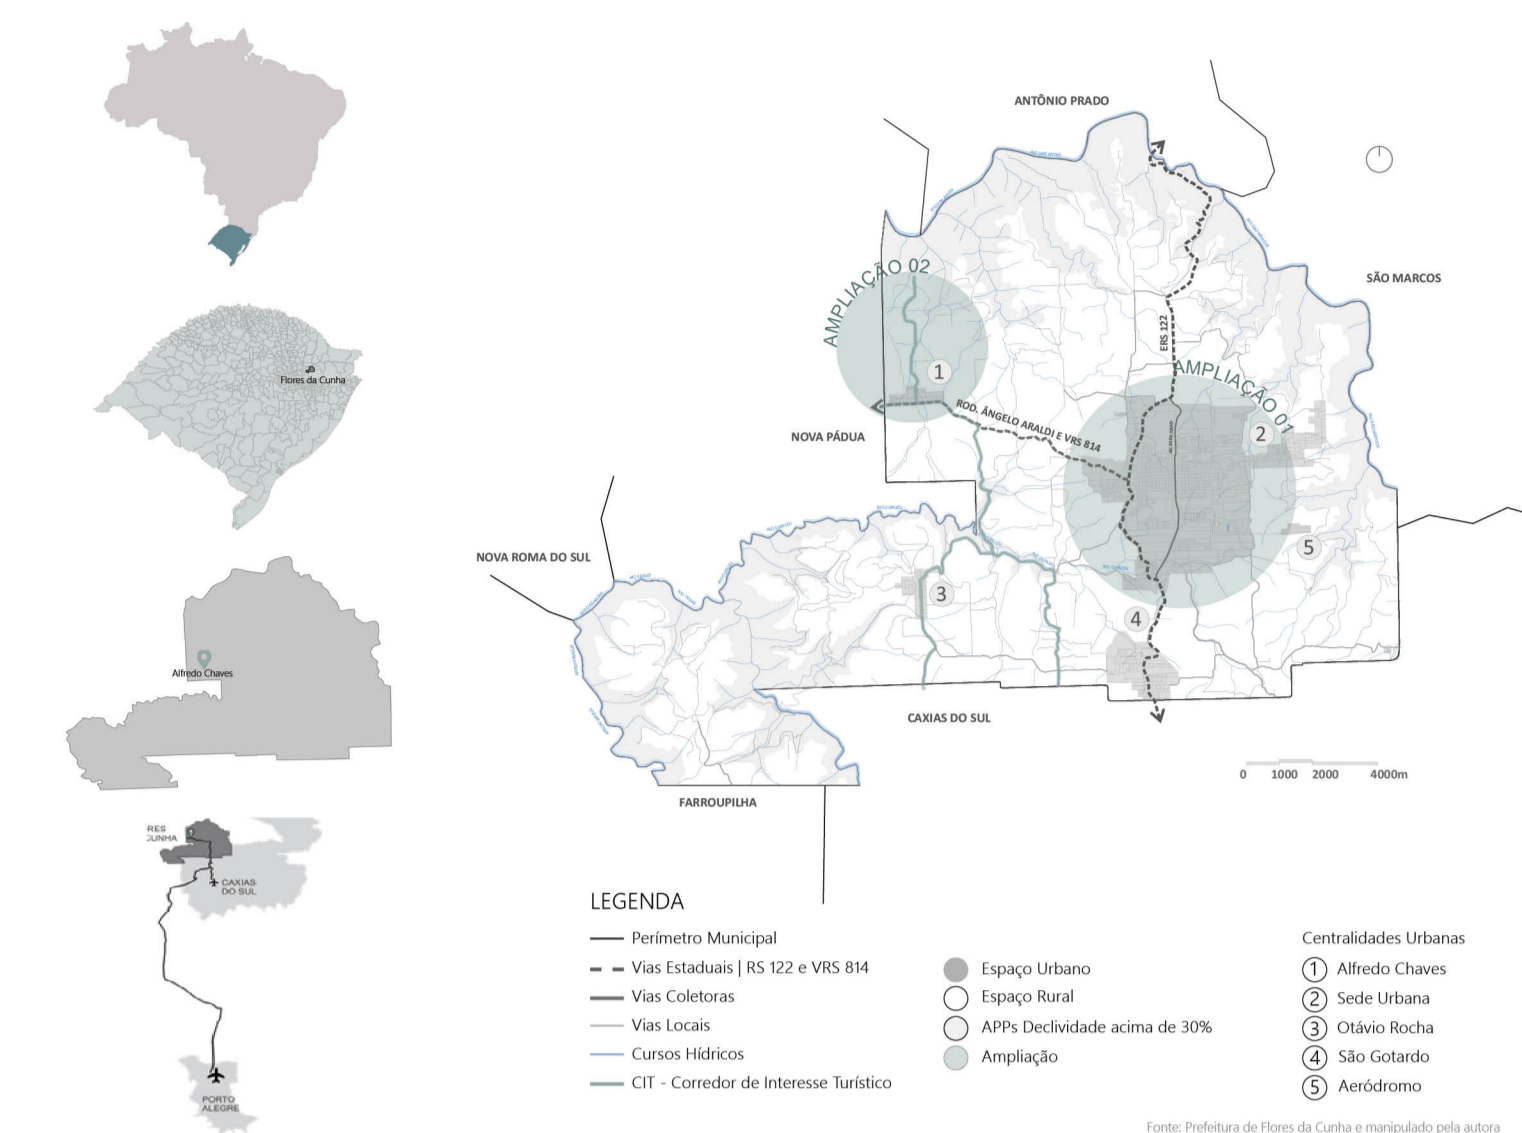 Flores da Cunha
Alfredo Chaves
RES
CUNHA
CAXIAS
DO SUL
PORTO
ALEGRE
ANTÔNIO PRADO
SÃO MARCOS
AMPLIAÇÃO 02
1
ERS 122
AMPLIAÇÃO 01
2
NOVA PÁDUA
ROD. ÂNGELO ARALDI E VRS 814
NOVA ROMA DO SUL
3
4
5
CAXIAS DO SUL
FARROUPILHA
0 1000 2000 4000m
LEGENDA
Perímetro Municipal
Vias Estaduais | RS 122 e VRS 814
Vias Coletoras
Vias Locais
Cursos Hídricos
CIT - Corredor de Interesse Turístico
Espaço Urbano
Espaço Rural
APPs Declividade acima de 30%
Ampliação
Centralidades Urbanas
1 Alfredo Chaves
2 Sede Urbana
3 Otávio Rocha
4 São Gotardo
5 Aeródromo
Fonte: Prefeitura de Flores da Cunha e manipulado pela autora